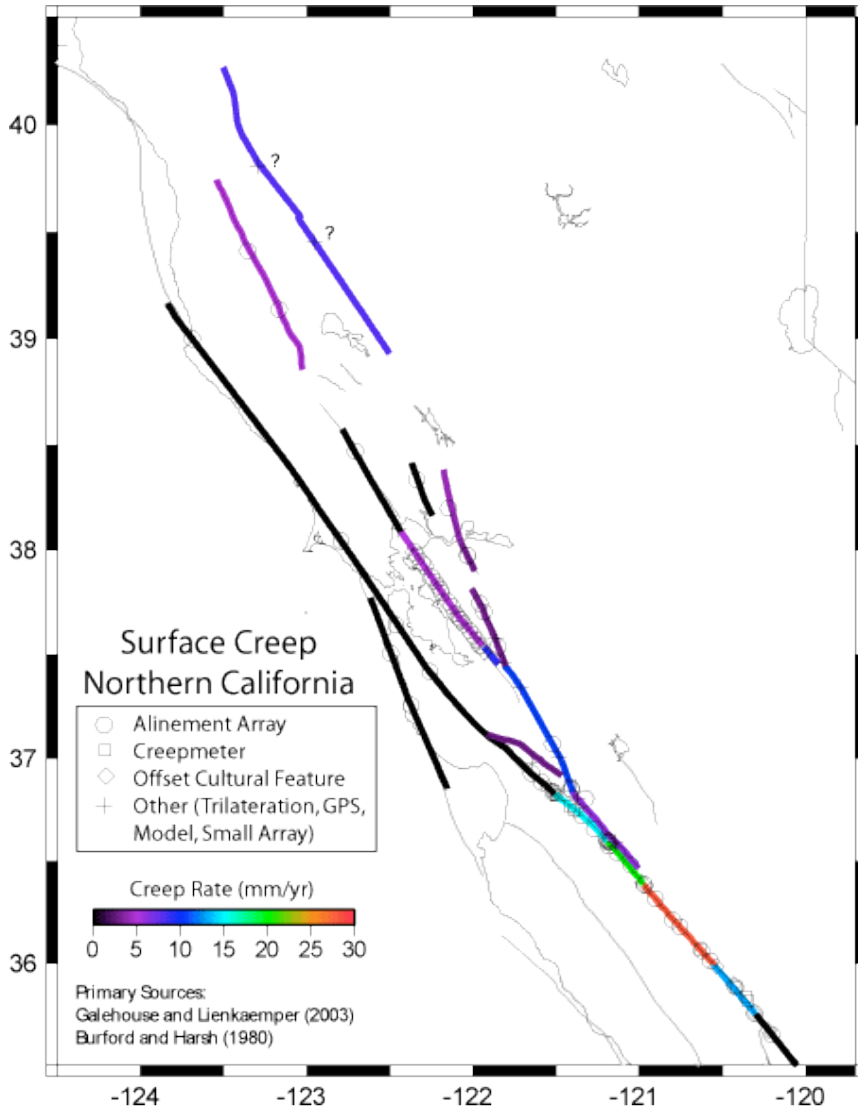 40
?
?
39
38
Surface Creep
Northern California
Alinement Array
37
Creepmeter
Offset Cultural Feature
Other (Trilateration, GPS,
Model, Small Array)
Creep Rate (mm/yr)
0 5 10 15 20 25 30
36
Primary Sources:
Galehouse and Lienkaemper (2003)
Burford and Harsh (1980)
-124 -123 -122 -121 -120